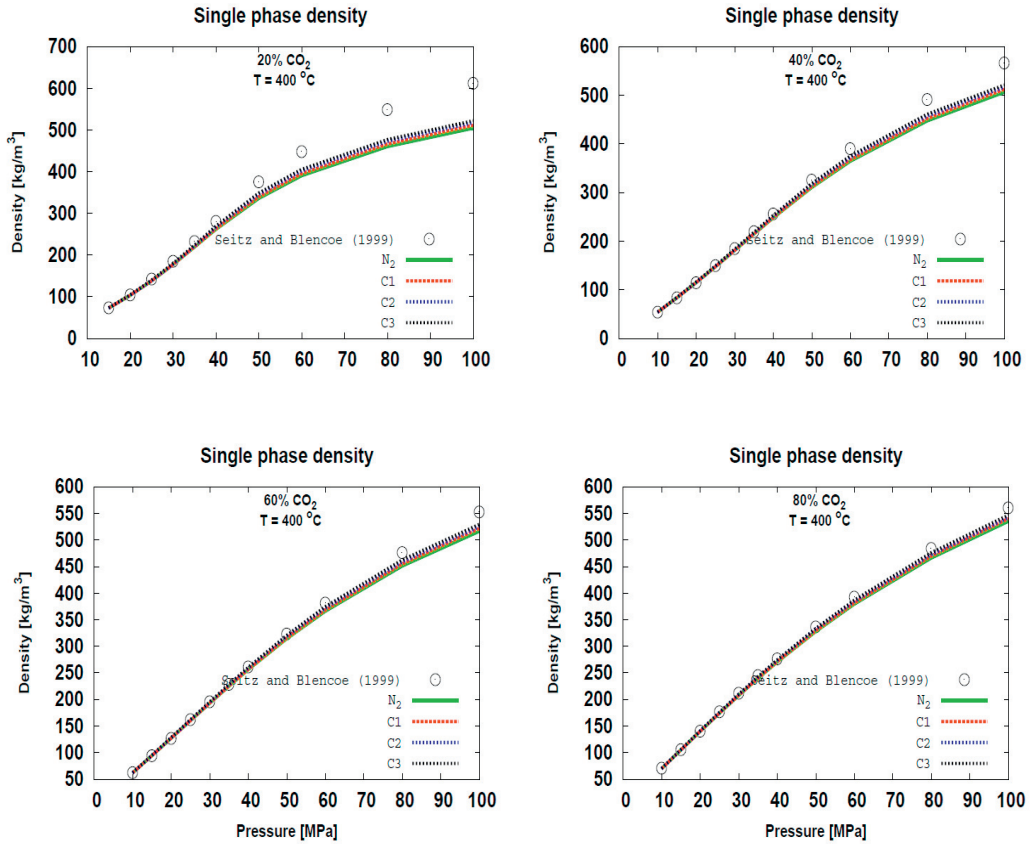 Single phase density
700
600
500
400
300
200
100
0
Density [kg/m³]
20% CO₂
T = 400 °C
Seitz and Blencoe (1999)
N₂
C1
C2
C3
10 20 30 40 50 60 70 80 90 100
Single phase density
600
500
400
300
200
100
0
Density [kg/m³]
40% CO₂
T = 400 °C
Seitz and Blencoe (1999)
N₂
C1
C2
C3
0 10 20 30 40 50 60 70 80 90 100
Single phase density
600
550
500
450
400
350
300
250
200
150
100
50
Density [kg/m³]
60% CO₂
T = 400 °C
Seitz and Blencoe (1999)
N₂
C1
C2
C3
0 10 20 30 40 50 60 70 80 90 100
Pressure [MPa]
Single phase density
600
550
500
450
400
350
300
250
200
150
100
50
Density [kg/m³]
80% CO₂
T = 400 °C
Seitz and Blencoe (1999)
N₂
C1
C2
C3
0 10 20 30 40 50 60 70 80 90 100
Pressure [MPa]